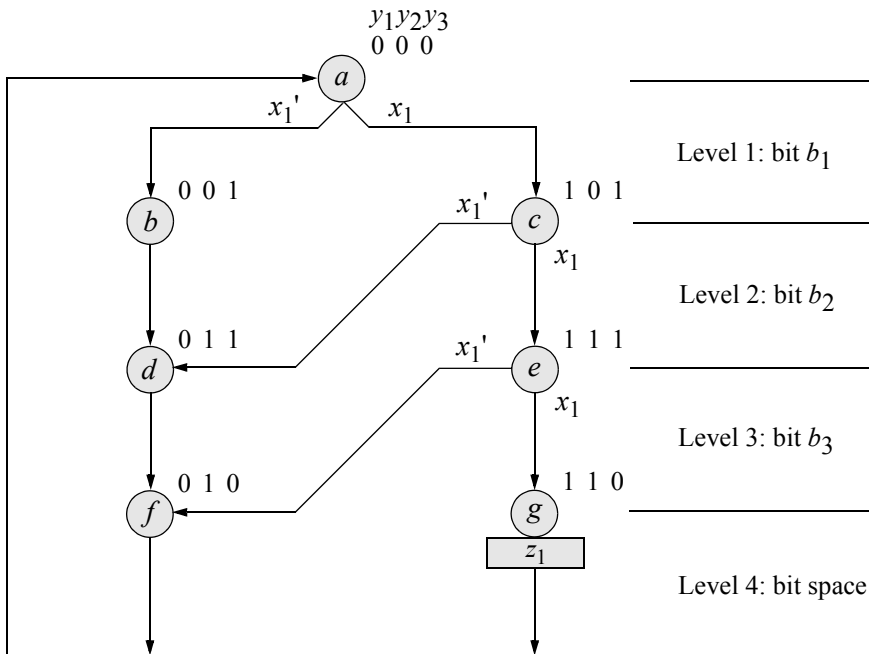 y1y2y3
0 0 0
a
x1' x1
Level 1: bit b1
0 0 1
b
x1'
1 0 1
c
x1
Level 2: bit b2
0 1 1
d
x1'
1 1 1
e
x1
Level 3: bit b3
0 1 0
f
1 1 0
g
z1
Level 4: bit space